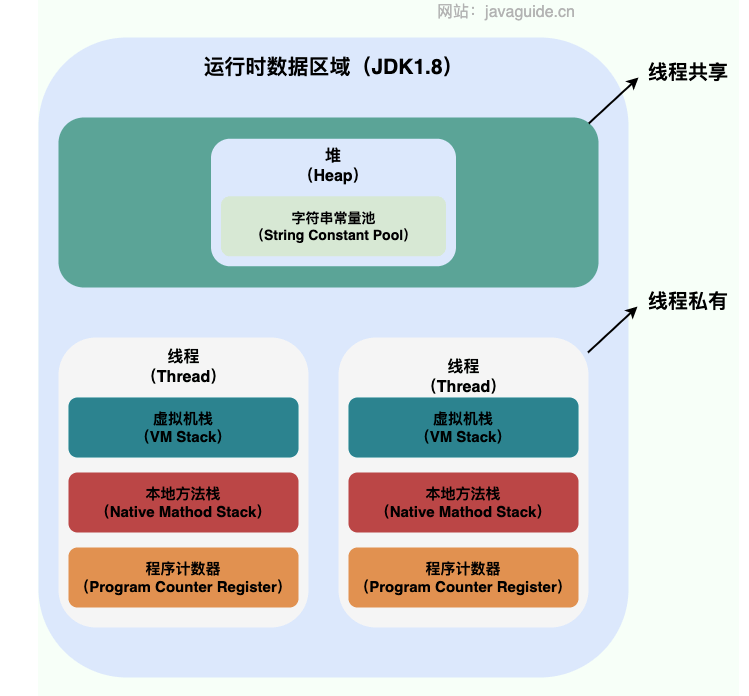 网站：javaguide.cn
运行时数据区域（JDK1.8）
线程共享
堆
（Heap）
字符串常量池
（String Constant Pool）
线程私有
线程
（Thread）
虚拟机栈
（VM Stack）
本地方法栈
（Native Mathod Stack）
程序计数器
（Program Counter Register）
线程
（Thread）
虚拟机栈
（VM Stack）
本地方法栈
（Native Mathod Stack）
程序计数器
（Program Counter Register）